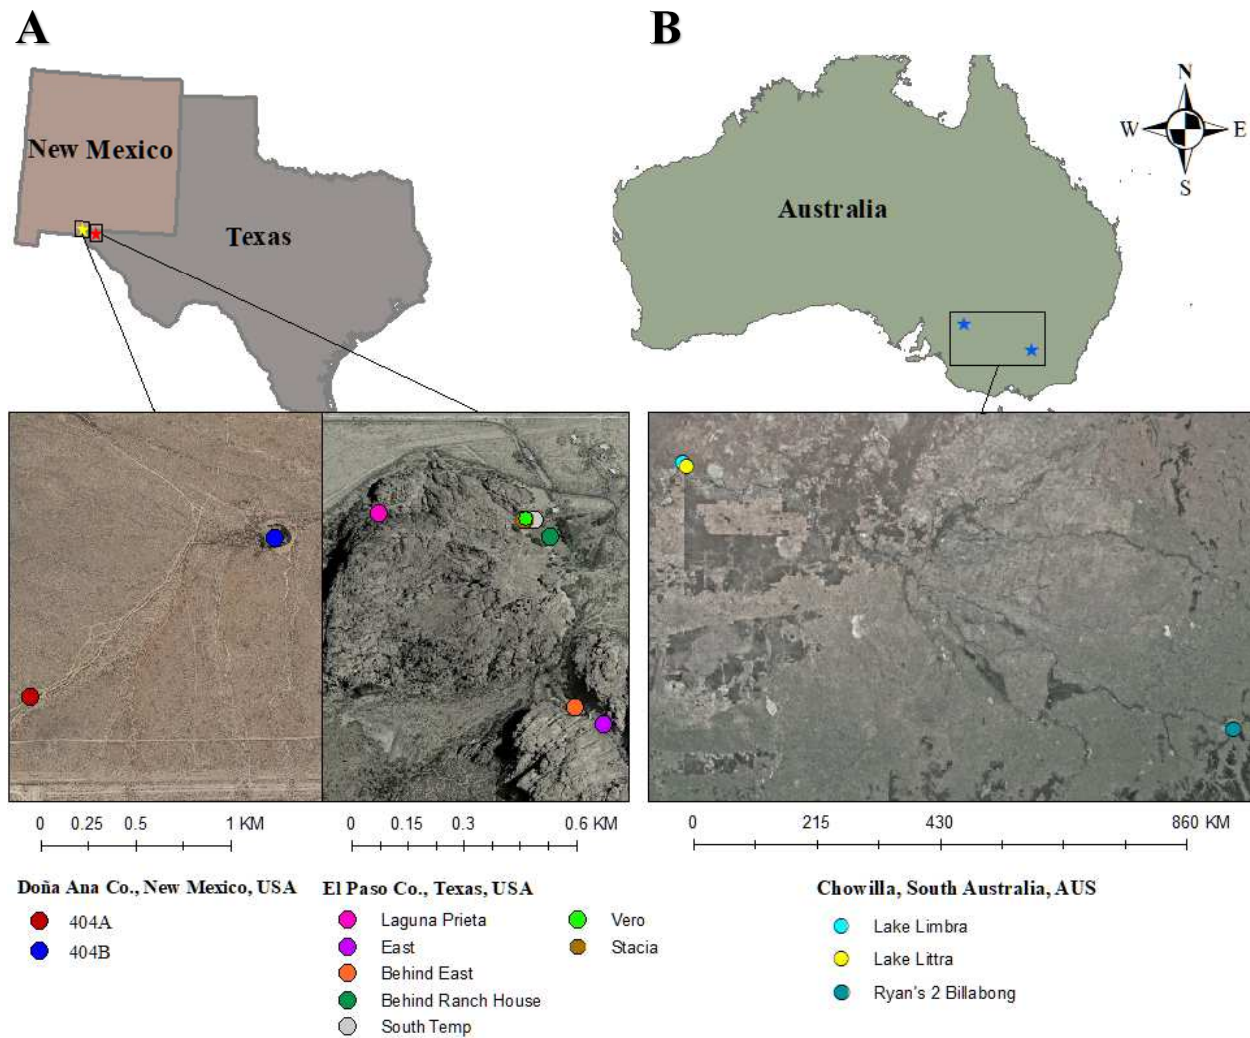 A
B
New Mexico
Texas
Australia
N
W E
S
0 0.25 0.5 1 KM
0 0.15 0.3 0.6 KM
0 215 430 860 KM
Doña Ana Co., New Mexico, USA
404A
404B
El Paso Co., Texas, USA
Laguna Prieta
East
Behind East
Behind Ranch House
South Temp
Vero
Stacia
Chowilla, South Australia, AUS
Lake Limbra
Lake Littra
Ryan's 2 Billabong